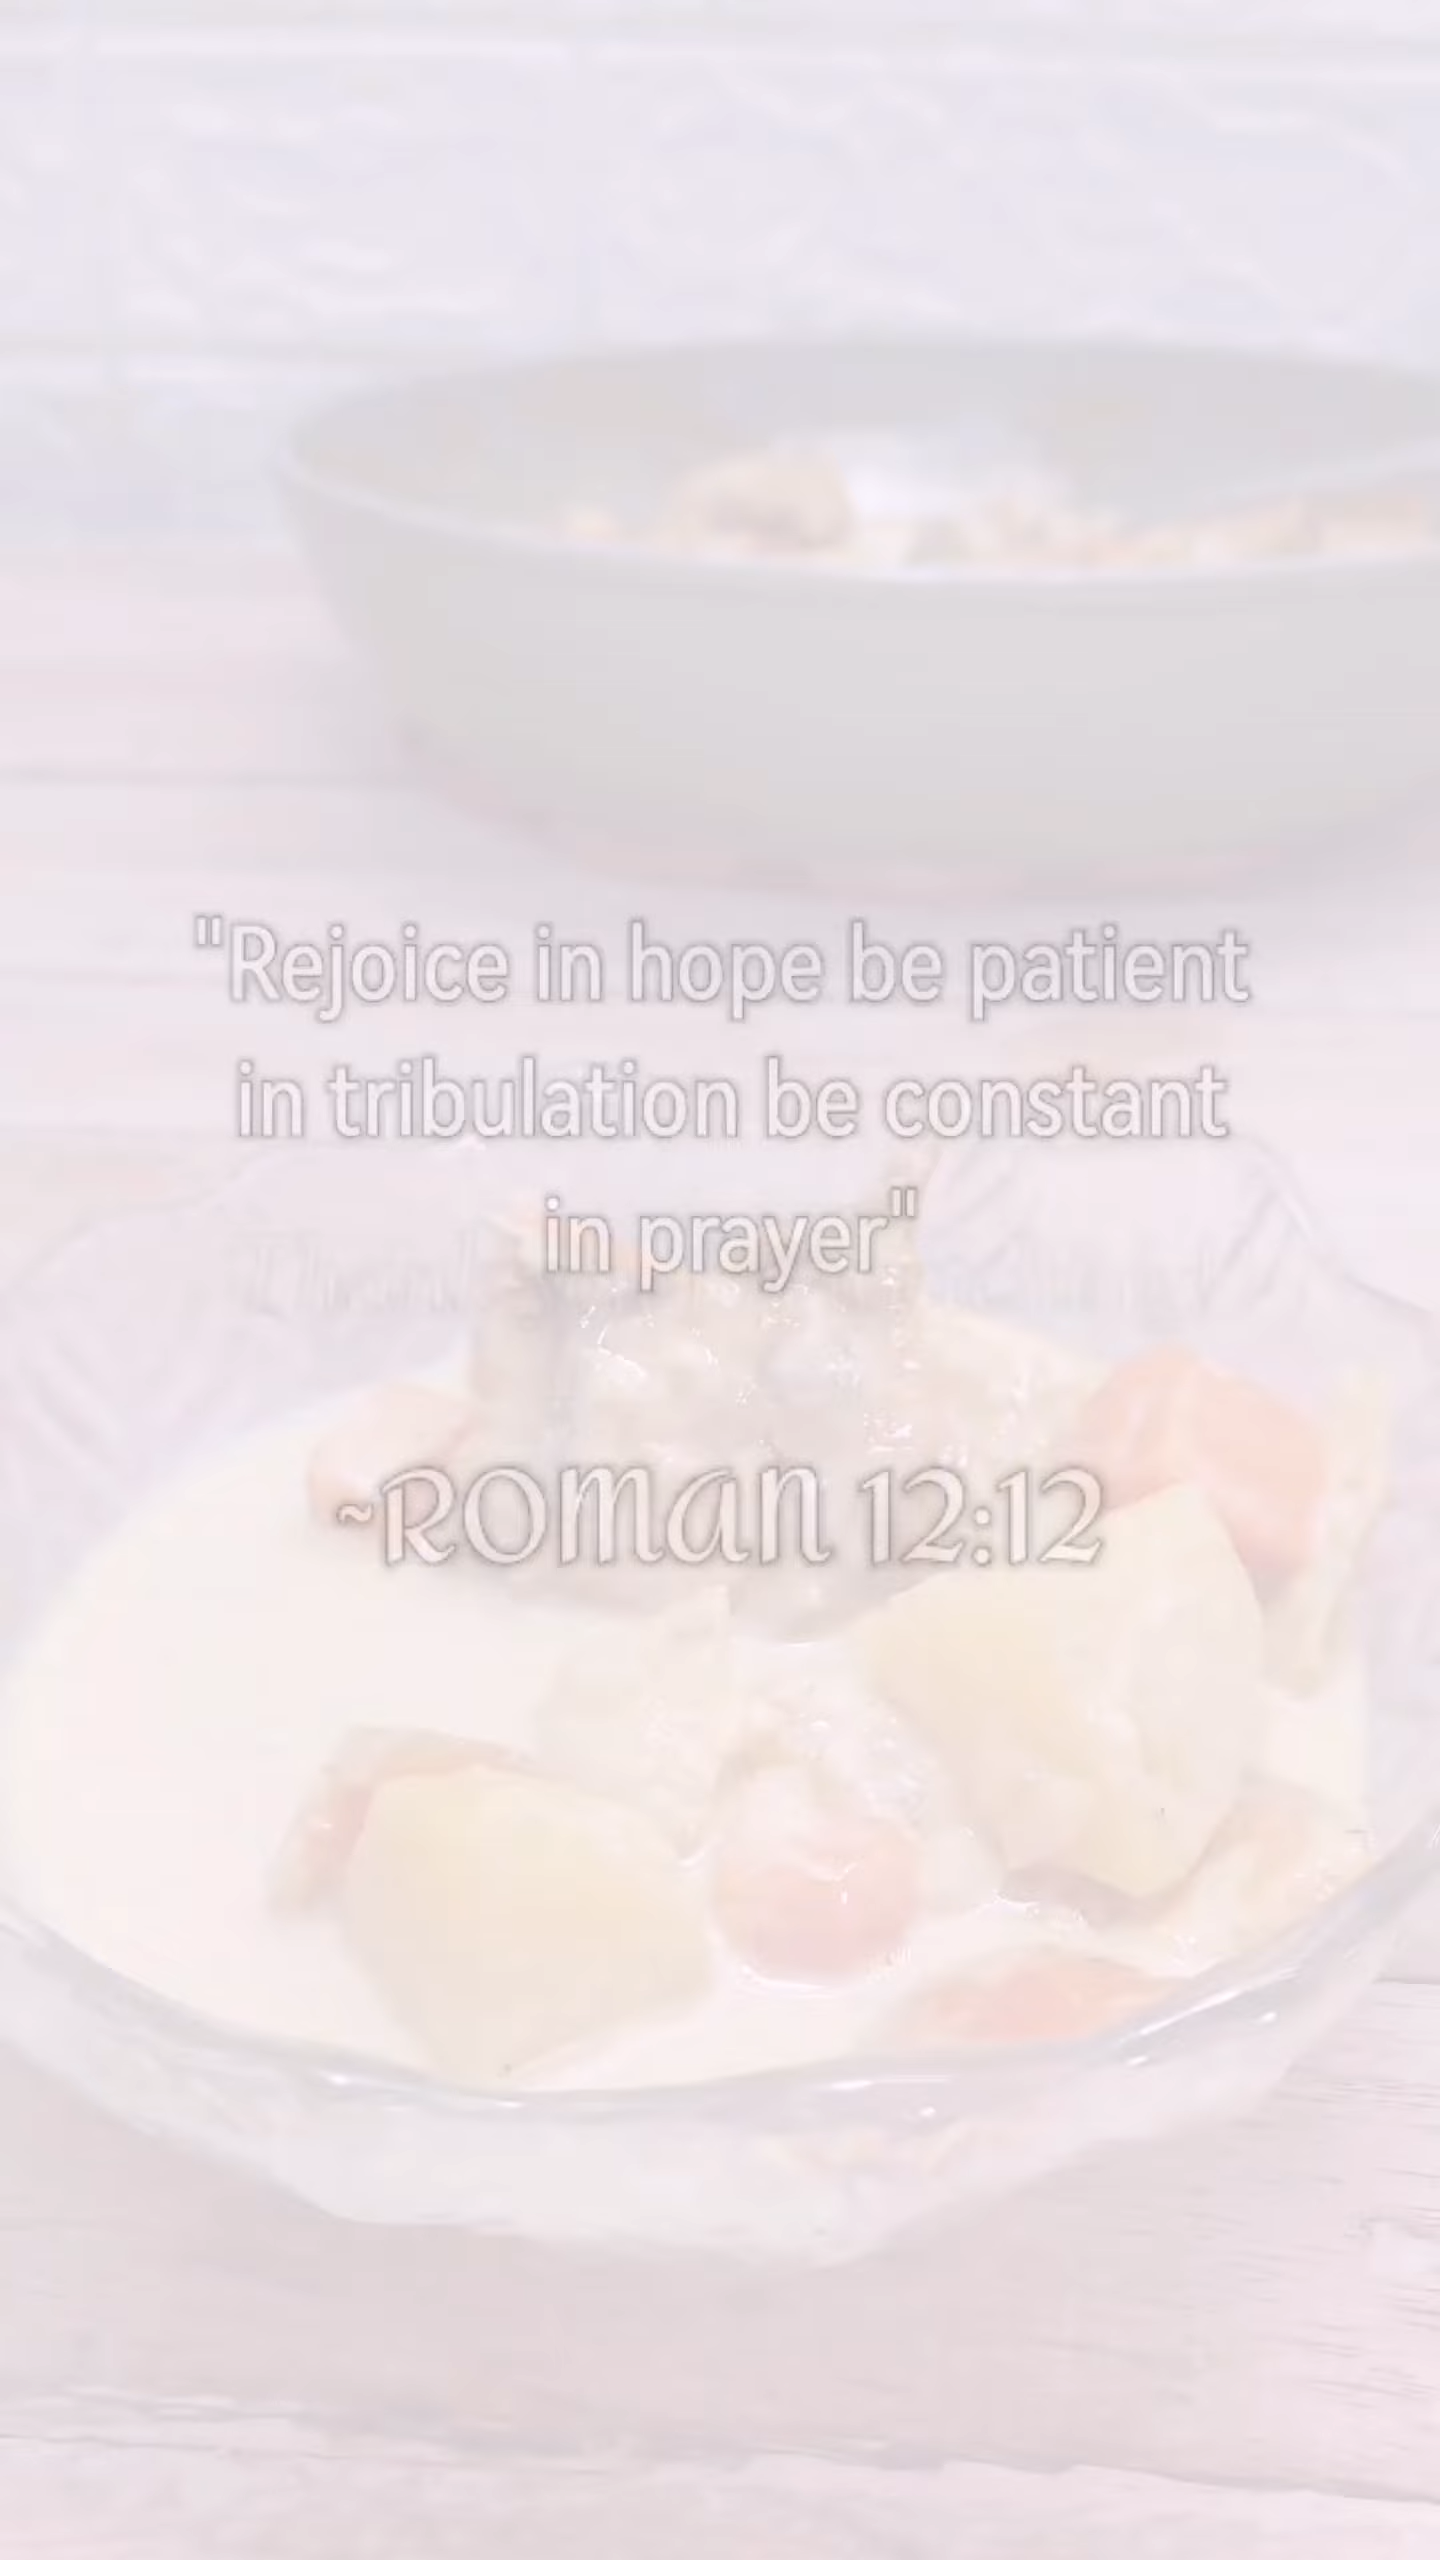 "Rejoice in hope be patient
in tribulation be constant
in prayer"
~ROMAN 12:12